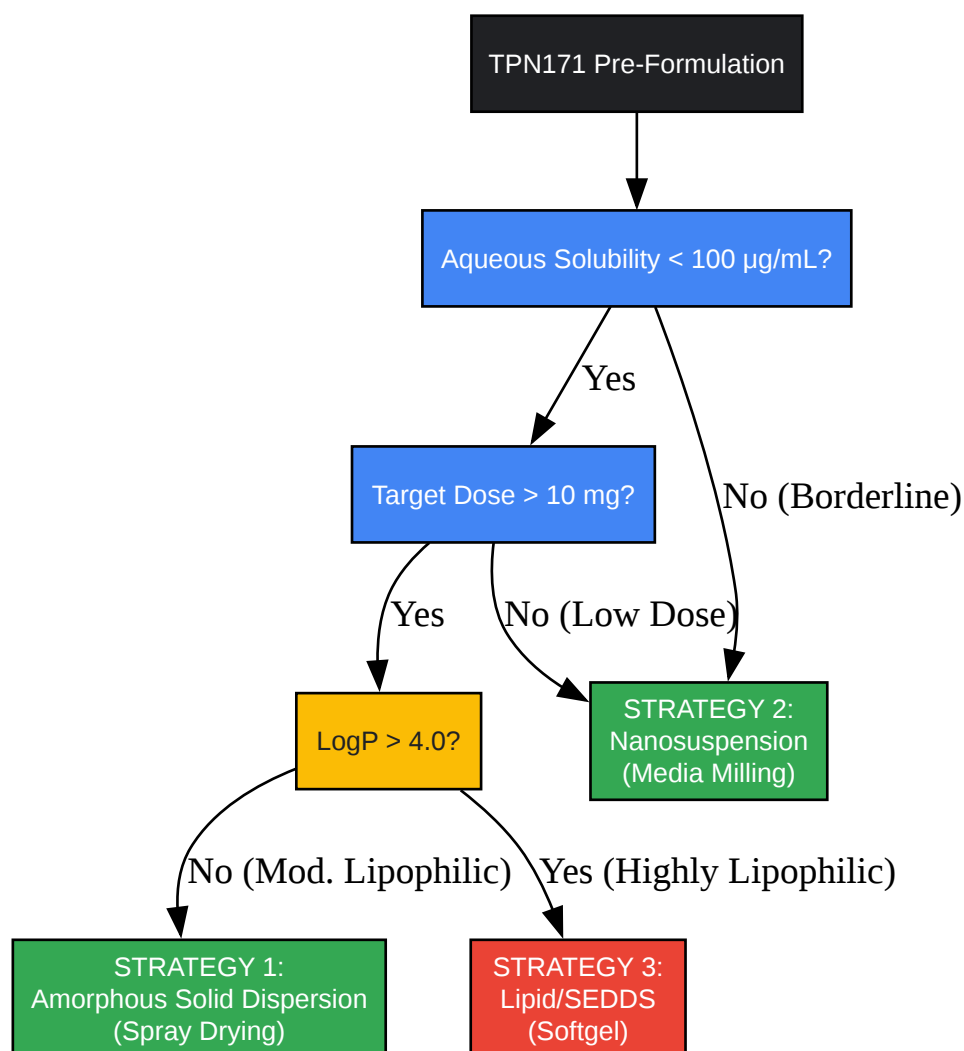 TPN171 Pre-Formulation
Aqueous Solubility < 100 µg/mL?
Yes
Target Dose > 10 mg?
No (Borderline)
Yes
No (Low Dose)
LogP > 4.0?
STRATEGY 2:
Nanosuspension
(Media Milling)
No (Mod. Lipophilic)
Yes (Highly Lipophilic)
STRATEGY 1:
Amorphous Solid Dispersion
(Spray Drying)
STRATEGY 3:
Lipid/SEDDS
(Softgel)